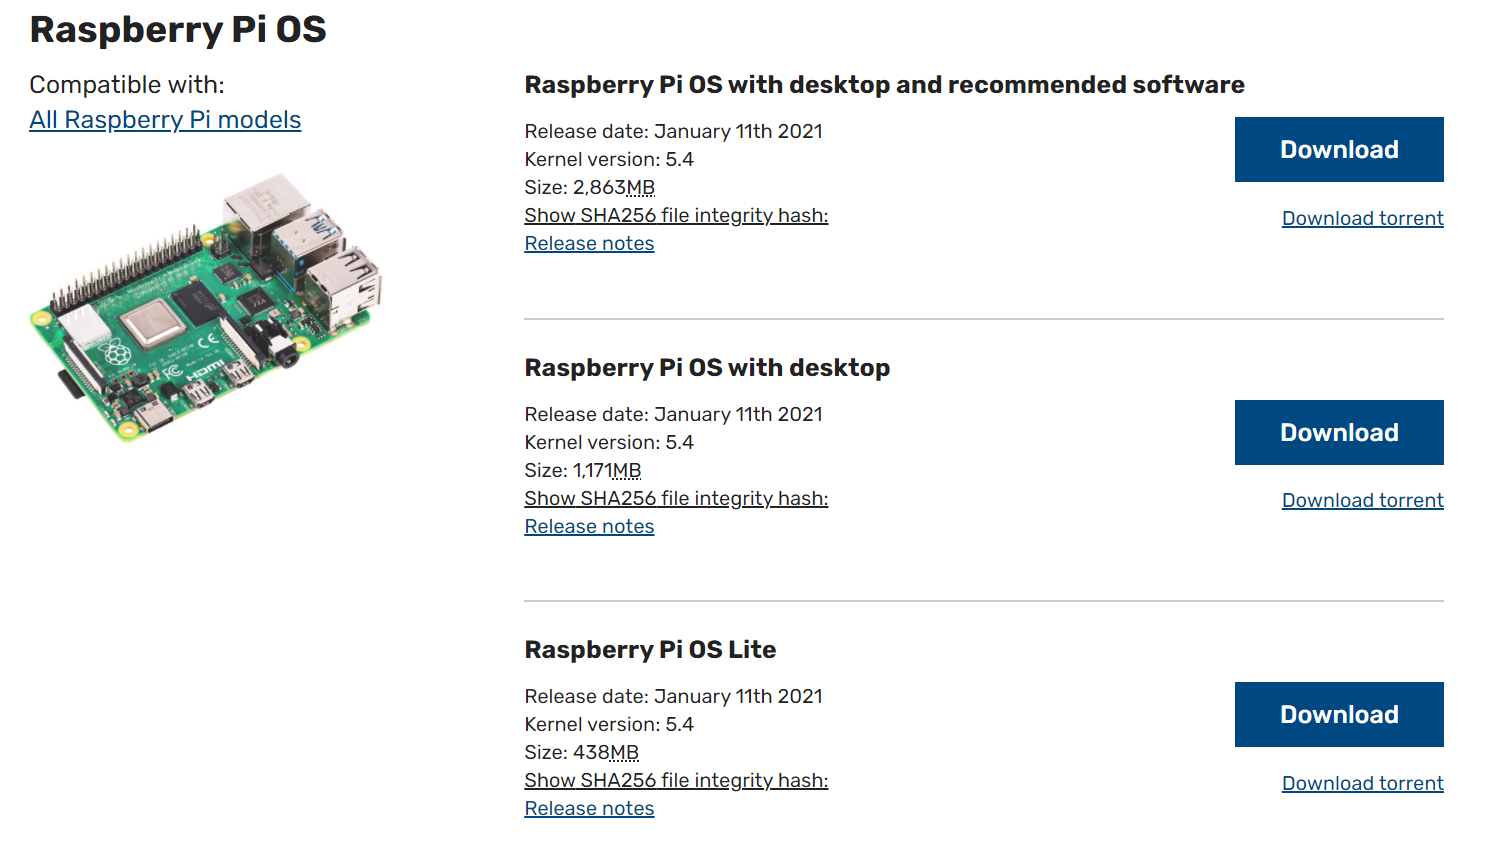 Raspberry Pi OS
Compatible with:
All Raspberry Pi models
Raspberry Pi OS with desktop and recommended software
Release date: January 11th 2021
Kernel version: 5.4
Size: 2,863MB
Show SHA256 file integrity hash:
Release notes
Download
Download torrent
Raspberry Pi OS with desktop
Release date: January 11th 2021
Kernel version: 5.4
Size: 1,171MB
Show SHA256 file integrity hash:
Release notes
Download
Download torrent
Raspberry Pi OS Lite
Release date: January 11th 2021
Kernel version: 5.4
Size: 438MB
Show SHA256 file integrity hash:
Release notes
Download
Download torrent
HDMI
FC
CE